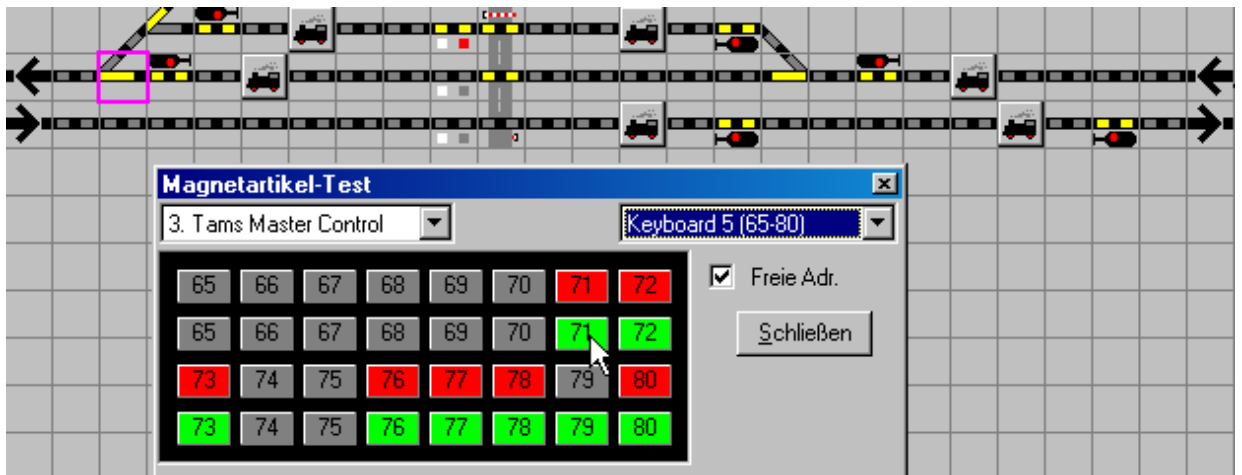 Magnetartikel-Test
3. Tams Master Control Keyboard 5 (65-80)
65 66 67 68 69 70 71 72 Freie Adr.
65 66 67 68 69 70 71 72 Schließen
73 74 75 76 77 78 79 80
73 74 75 76 77 78 79 80